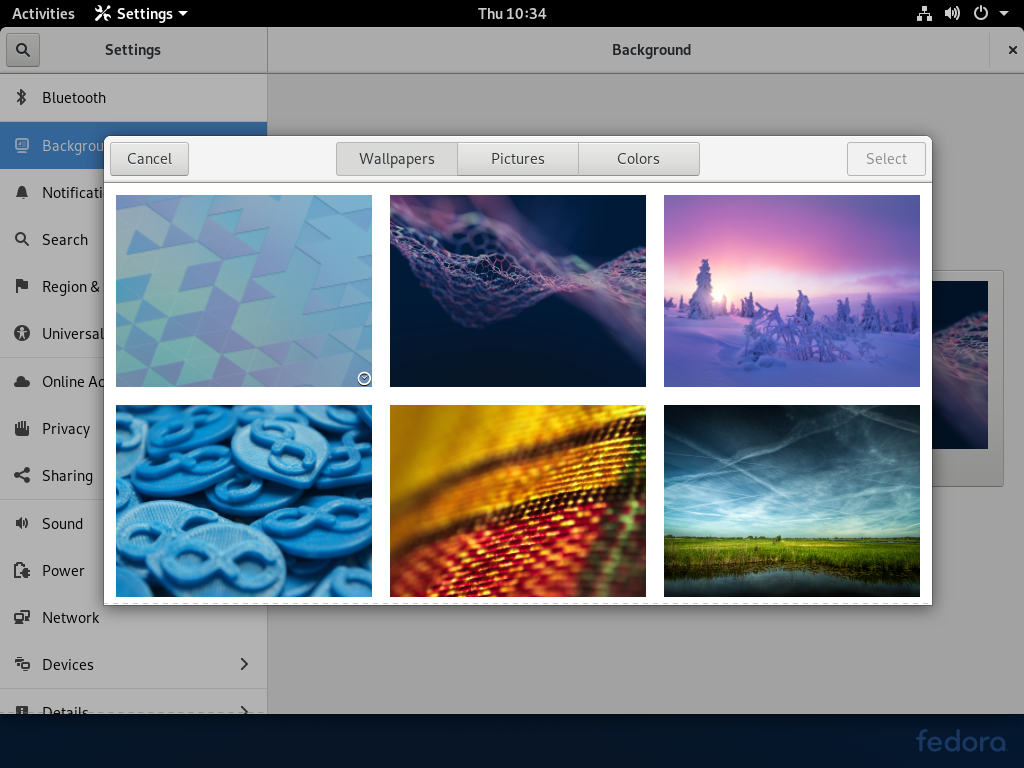 Activities Settings Thu 10:34
Settings Background
Bluetooth
Backgrou
Cancel Wallpapers Pictures Colors Select
Notificati
Search
Region &
Universal
Online Ac
Privacy
Sharing
Sound
Power
Network
Devices
Details
fedora